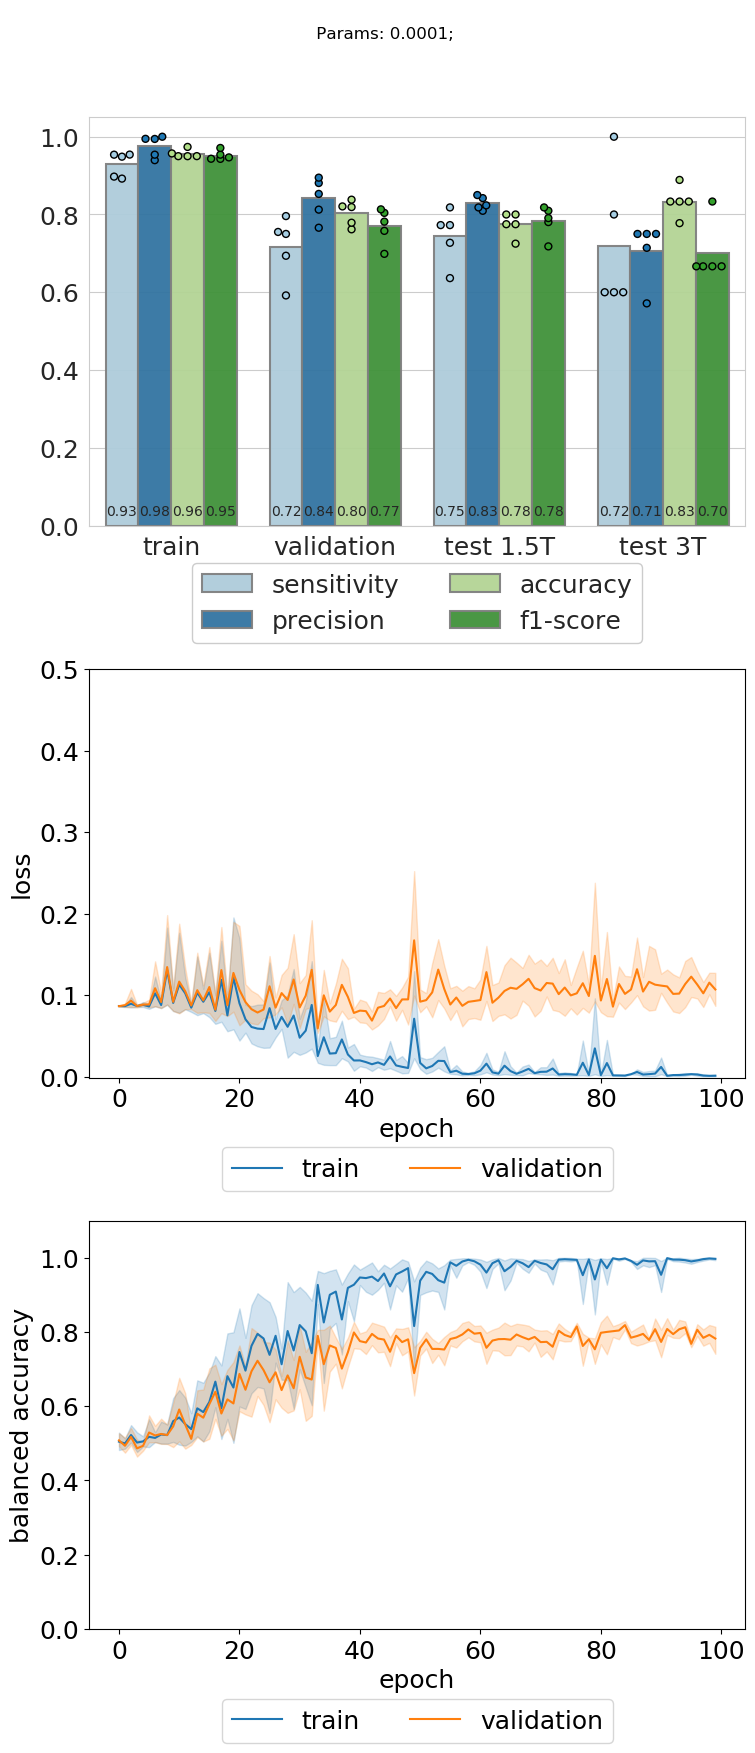 Params: 0.0001;
1.0
0.8
0.6
0.4
0.2
0.0
0.93 0.98 0.96 0.95 0.72 0.84 0.80 0.77 0.75 0.83 0.78 0.78 0.72 0.71 0.83 0.70
train validation test 1.5T test 3T
sensitivity accuracy
precision f1-score
0.5
0.4
0.3
0.2
0.1
0.0
loss
0 20 40 60 80 100
epoch
train validation
1.0
0.8
0.6
0.4
0.2
0.0
balanced accuracy
0 20 40 60 80 100
epoch
train validation